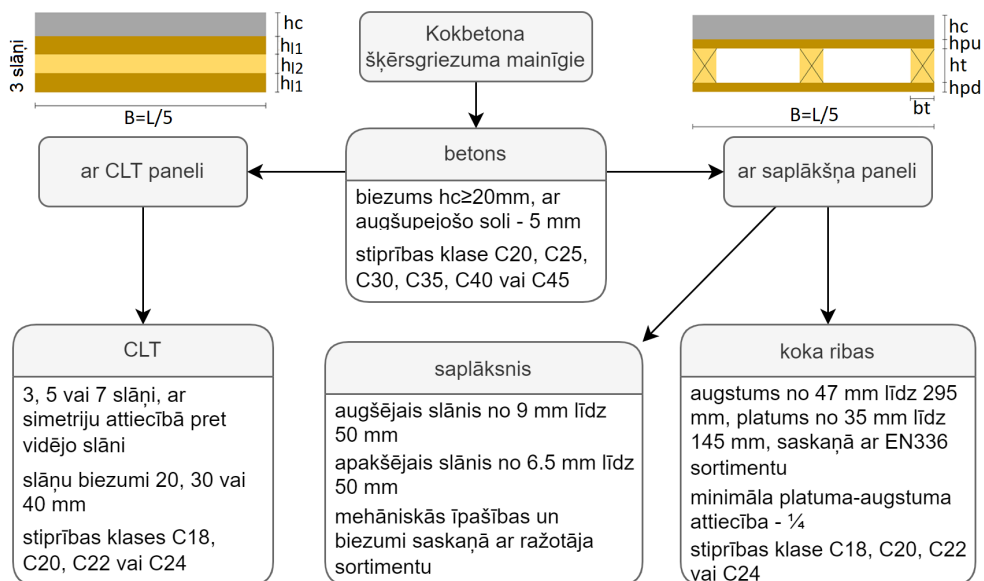 hc
hl1
hl2
hl1
3 slāņi
B=L/5
Kokbetona
šķērsgriezuma mainīgie
hc
hpu
ht
hpd
bt
B=L/5
ar CLT paneli
betons
biezums hc≥20mm, ar
augšupejošo soli - 5 mm
stiprības klase C20, C25,
C30, C35, C40 vai C45
ar saplākšņa paneli
CLT
3, 5 vai 7 slāņi, ar
simetriju attiecībā pret
vidējo slāni
slāņu biezumi 20, 30 vai
40 mm
stiprības klases C18,
C20, C22 vai C24
saplāksnis
augšējais slānis no 9 mm līdz
50 mm
apakšējais slānis no 6.5 mm līdz
50 mm
mehāniskās īpašības un
biezumi saskaņā ar ražotāja
sortimentu
koka ribas
augstums no 47 mm līdz 295
mm, platums no 35 mm līdz
145 mm, saskaņā ar EN336
sortimentu
minimāla platuma-augstuma
attiecība - ¼
stiprības klase C18, C20, C22
vai C24